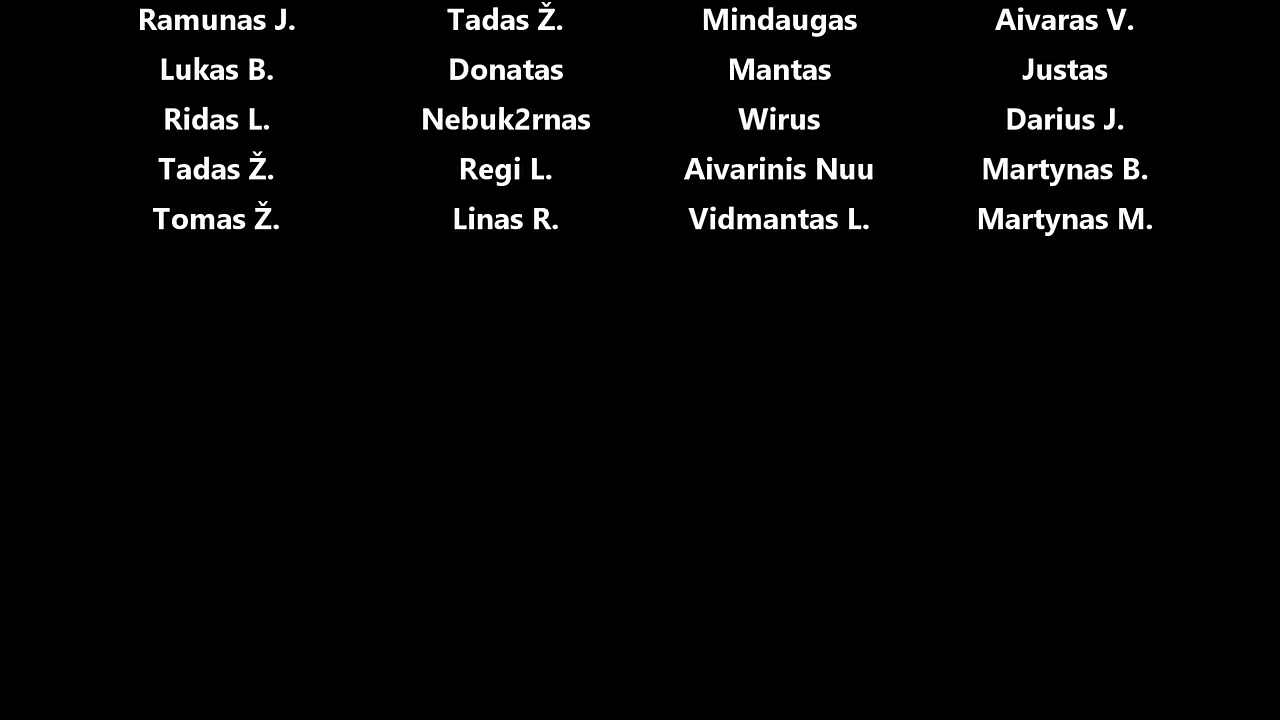 Ramunas J. Tadas Ž. Mindaugas Aivaras V.
Lukas B. Donatas Mantas Justas
Ridas L. Nebuk2rnas Wirus Darius J.
Tadas Ž. Regi L. Aivarinis Nuu Martynas B.
Tomas Ž. Linas R. Vidmantas L. Martynas M.